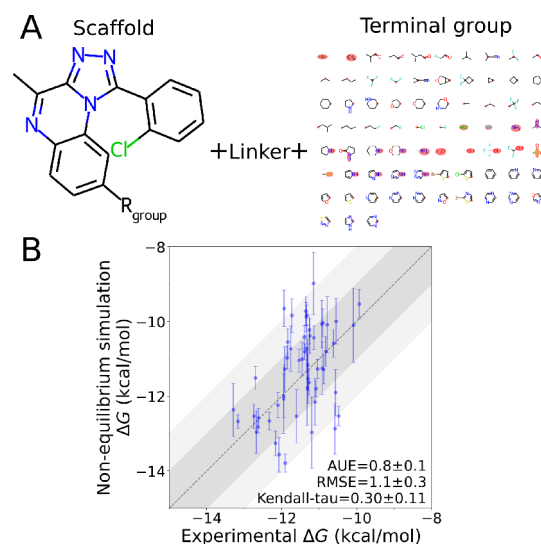 A
Scaffold
Terminal group
N N
N
N
N
Cl
+Linker+
R_group
B
Non-equilibrium simulation
ΔG (kcal/mol)
−8
−10
−12
−14
AUE=0.8±0.1
RMSE=1.1±0.3
Kendall-tau=0.30±0.11
−14 −12 −10 −8
Experimental ΔG (kcal/mol)